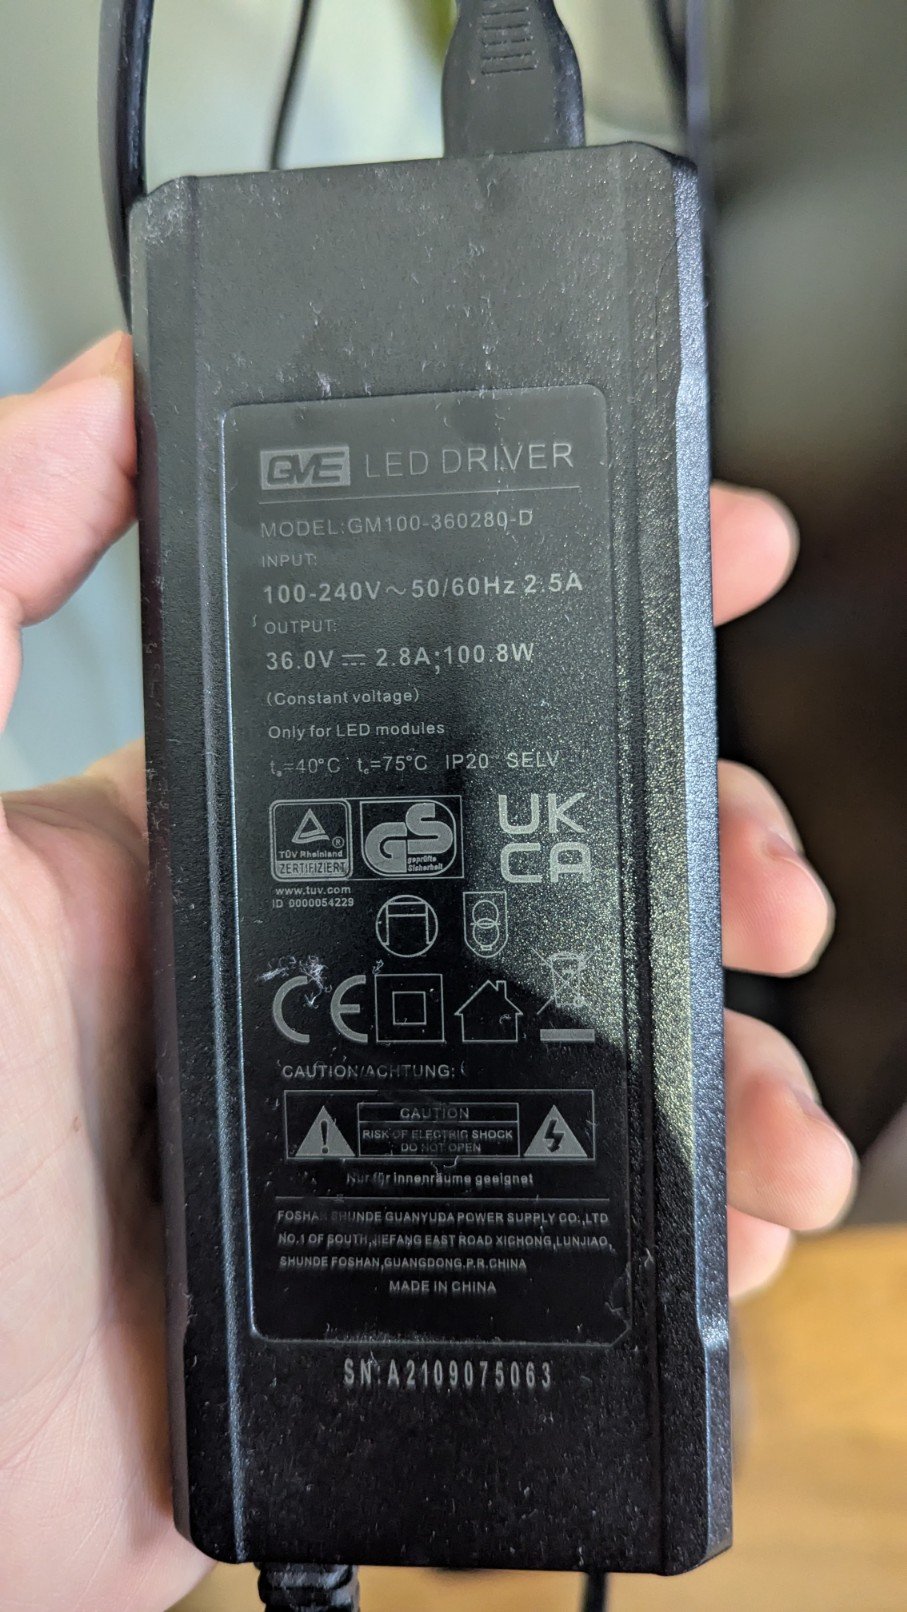 GVE LED DRIVER
MODEL:GM100-360280-D
INPUT:
100-240V~50/60Hz 2.5A
OUTPUT:
36.0V ⎓ 2.8A;100.8W
(Constant voltage)
Only for LED modules
ta=40°C tc=75°C IP20 SELV
TÜV Rheinland
ZERTIFIZIERT
www.tuv.com
ID 0000054229
GS
geprüfte
Sicherheit
UK
CA
CE
CAUTION/ACHTUNG:
CAUTION
RISK OF ELECTRIC SHOCK
DO NOT OPEN
Nur für Innenräume geeignet
FOSHAN SHUNDE GUANYUDA POWER SUPPLY CO.,LTD
NO.1 OF SOUTH,JIEFANG EAST ROAD XICHONG,LUNJIAO,
SHUNDE FOSHAN,GUANGDONG.P.R.CHINA
MADE IN CHINA
SN:A2109075063